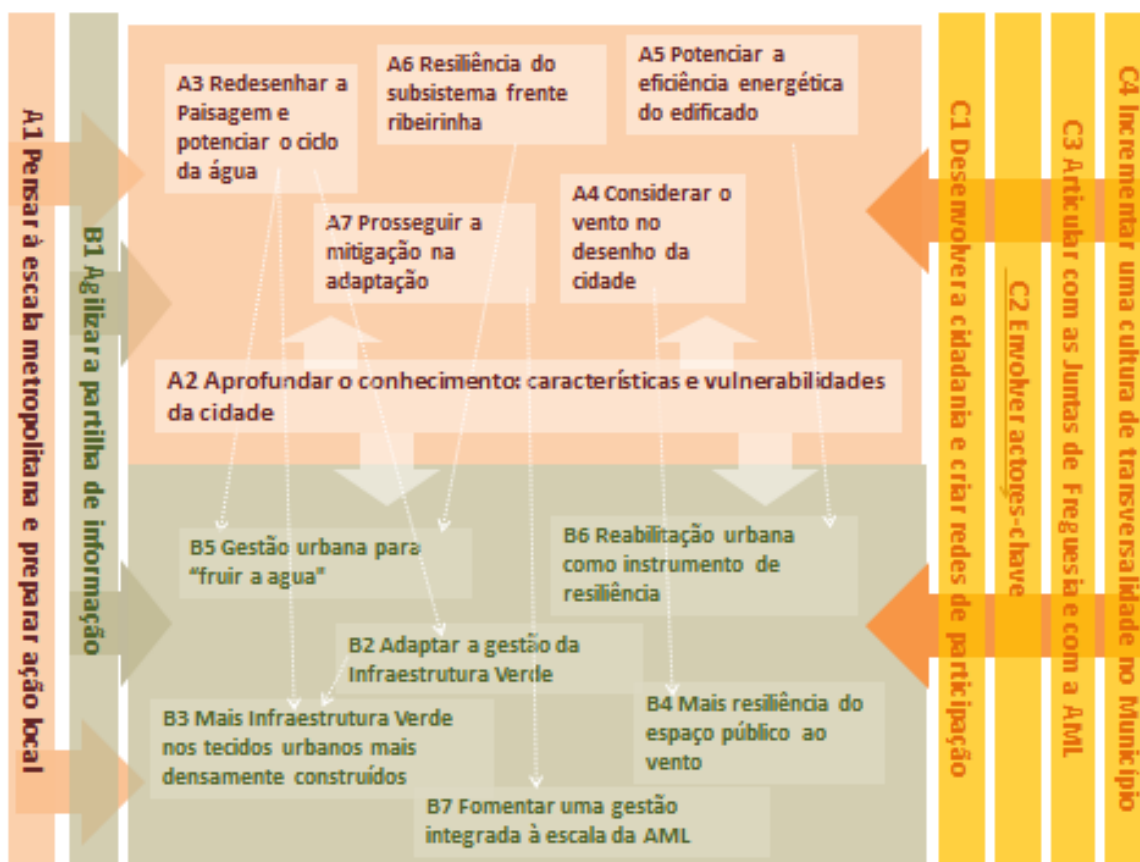 A1 Pensar à escala metropolitana e preparar ação local
B1 Agilizar a partilha de informação
A3 Redesenhar a
Paisagem e
potenciar o ciclo
da água
A6 Resiliência do
subsistema frente
ribeirinha
A5 Potenciar a
eficiência energética
do edificado
A7 Prosseguir a
mitigação na
adaptação
A4 Considerar o
vento no
desenho da
cidade
A2 Aprofundar o conhecimento: características e vulnerabilidades
da cidade
B5 Gestão urbana para
“fruir a agua”
B6 Reabilitação urbana
como instrumento de
resiliência
B2 Adaptar a gestão da
Infraestrutura Verde
B3 Mais Infraestrutura Verde
nos tecidos urbanos mais
densamente construídos
B4 Mais resiliência do
espaço público ao
vento
B7 Fomentar uma gestão
integrada à escala da AML
C1 Desenvolver a cidadania e criar redes de participação
C2 Envolver actores-chave
C3 Articular com as Juntas de Freguesia e com a AML
C4 Incrementar uma cultura de transversalidade no Município